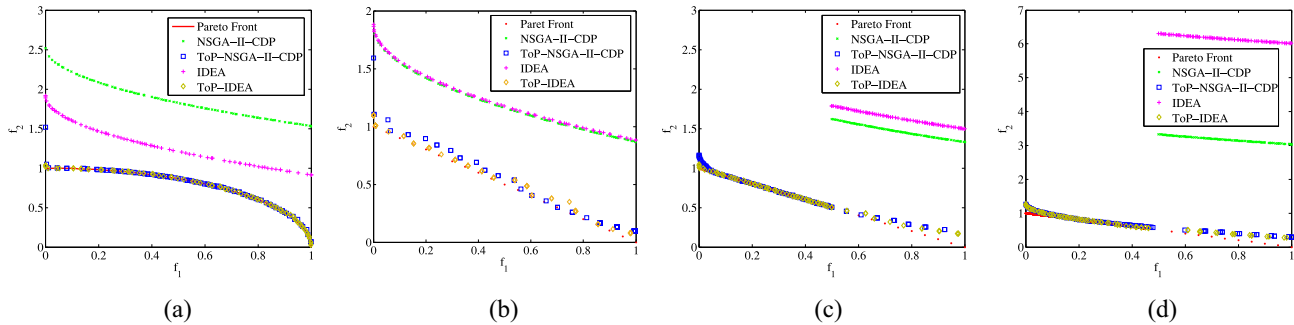 3
2.5
2
1.5
1
0.5
0
0 0.2 0.4 0.6 0.8 1
f2
f1
Pareto Front
NSGA-II-CDP
ToP-NSGA-II-CDP
IDEA
ToP-IDEA
(a)
2
1.5
1
0.5
0
0 0.2 0.4 0.6 0.8 1
f2
f1
Paret Front
NSGA-II-CDP
ToP-NSGA-II-CDP
IDEA
ToP-IDEA
(b)
3
2.5
2
1.5
1
0.5
0
0 0.2 0.4 0.6 0.8 1
f2
f1
Pareto Front
NSGA-II-CDP
ToP-NSGA-II-CDP
IDEA
ToP-IDEA
(c)
7
6
5
4
3
2
1
0
0 0.2 0.4 0.6 0.8 1
f2
f1
Pareto Front
NSGA-II-CDP
ToP-NSGA-II-CDP
IDEA
ToP-IDEA
(d)